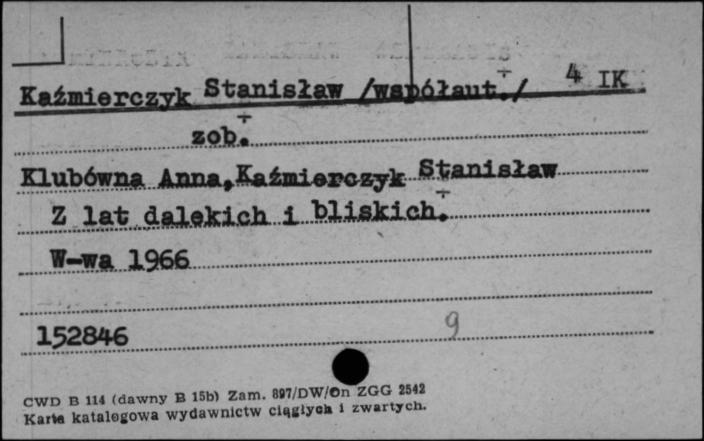 Kaźmierczyk Stanisław /współaut./ 4 IK
zob.
Klubówna Anna,Kaźmierczyk Stanisław
Z lat dalekich i bliskich.
W-wa 1966
152846 9
CWD B 114 (dawny B 15b) Zam. 897/DW/On ZGG 2542
Karta katalogowa wydawnictw ciągłych i zwartych.